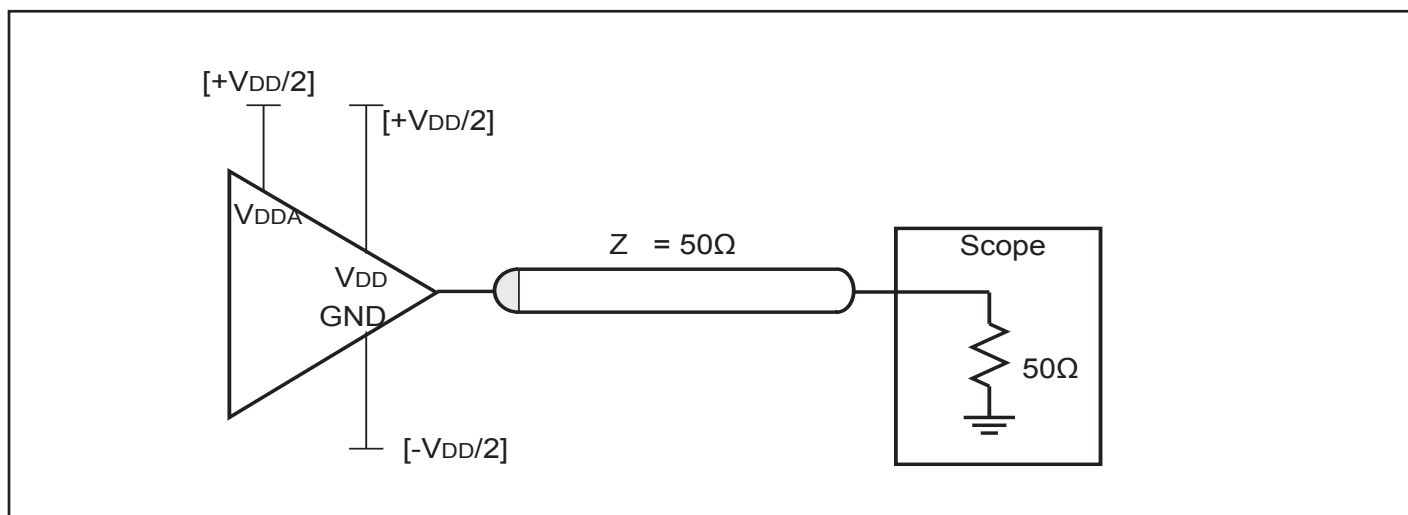 [+VDD/2]
[+VDD/2]
VDDA
VDD
GND
[-VDD/2]
Z = 50Ω
Scope
50Ω